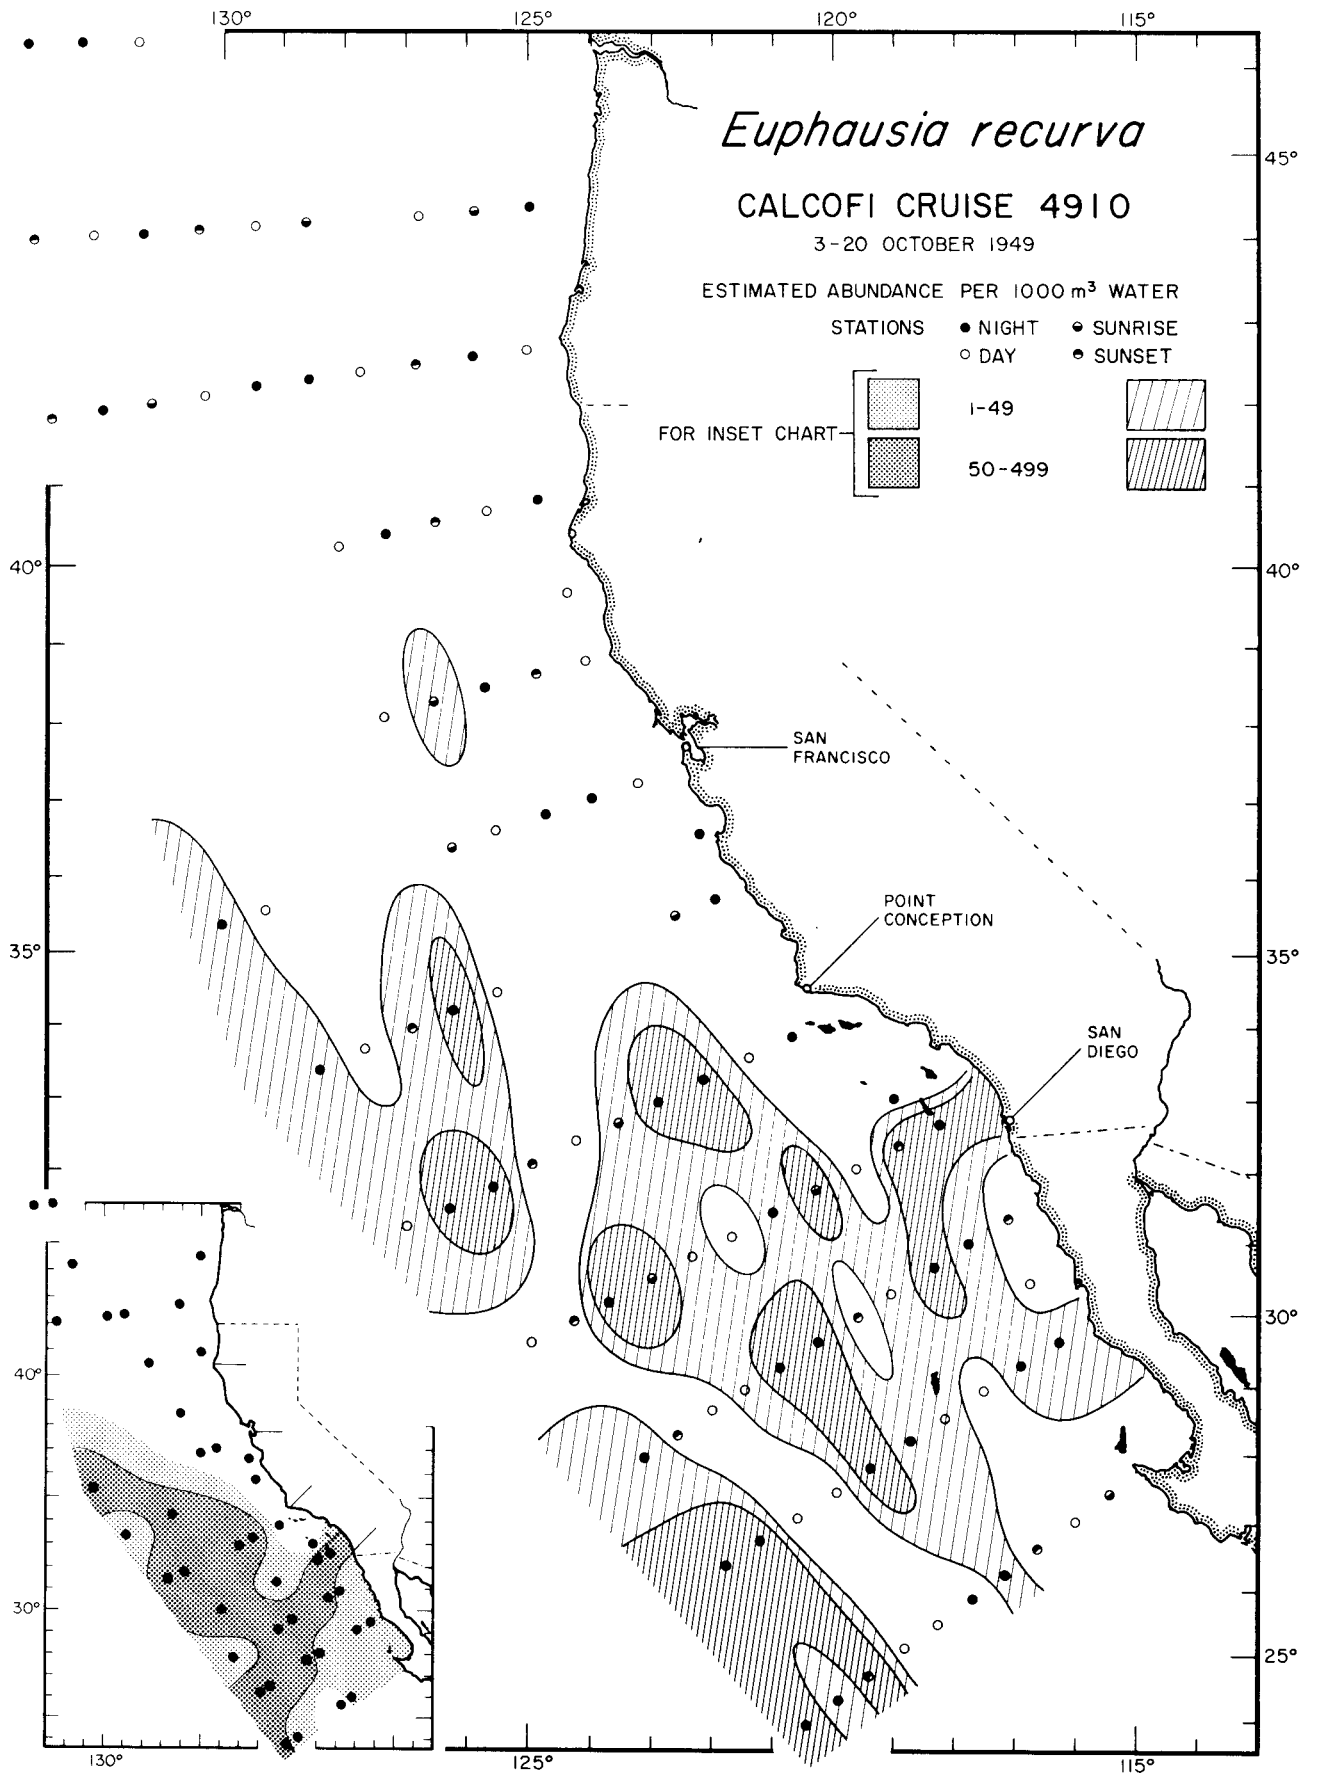 130° 125° 120° 115°
Euphausia recurva
45°
CALCOFI CRUISE 4910
3-20 OCTOBER 1949
ESTIMATED ABUNDANCE PER 1000 m³ WATER
STATIONS NIGHT SUNRISE
DAY SUNSET
1-49
FOR INSET CHART
50-499
40° 40°
SAN
FRANCISCO
POINT
CONCEPTION
35° 35°
SAN
DIEGO
30°
40°
30°
25°
130° 125° 115°